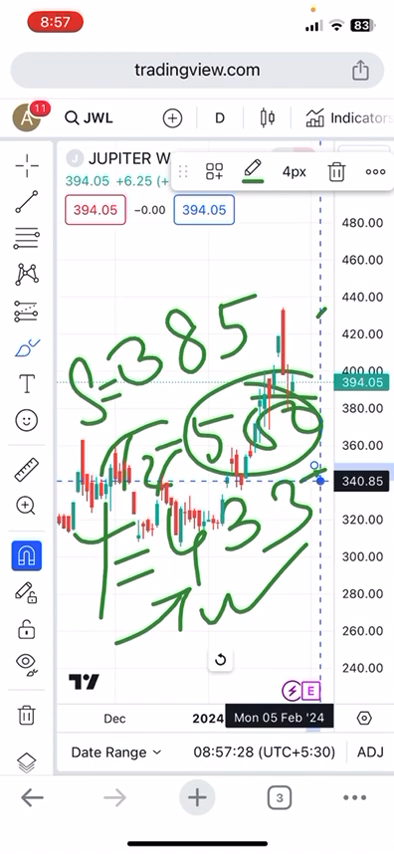 8:57
83
tradingview.com
A 11 JWL D Indicator
JUPITER W
394.05 +6.25 (+
4px
394.05 −0.00 394.05
480.00
460.00
440.00
420.00
400.00
394.05
380.00
360.00
340.85
320.00
300.00
280.00
260.00
240.00
S=385
T2=550
T=433
E
Dec 2024 Mon 05 Feb '24
Date Range 08:57:28 (UTC+5:30) ADJ
3